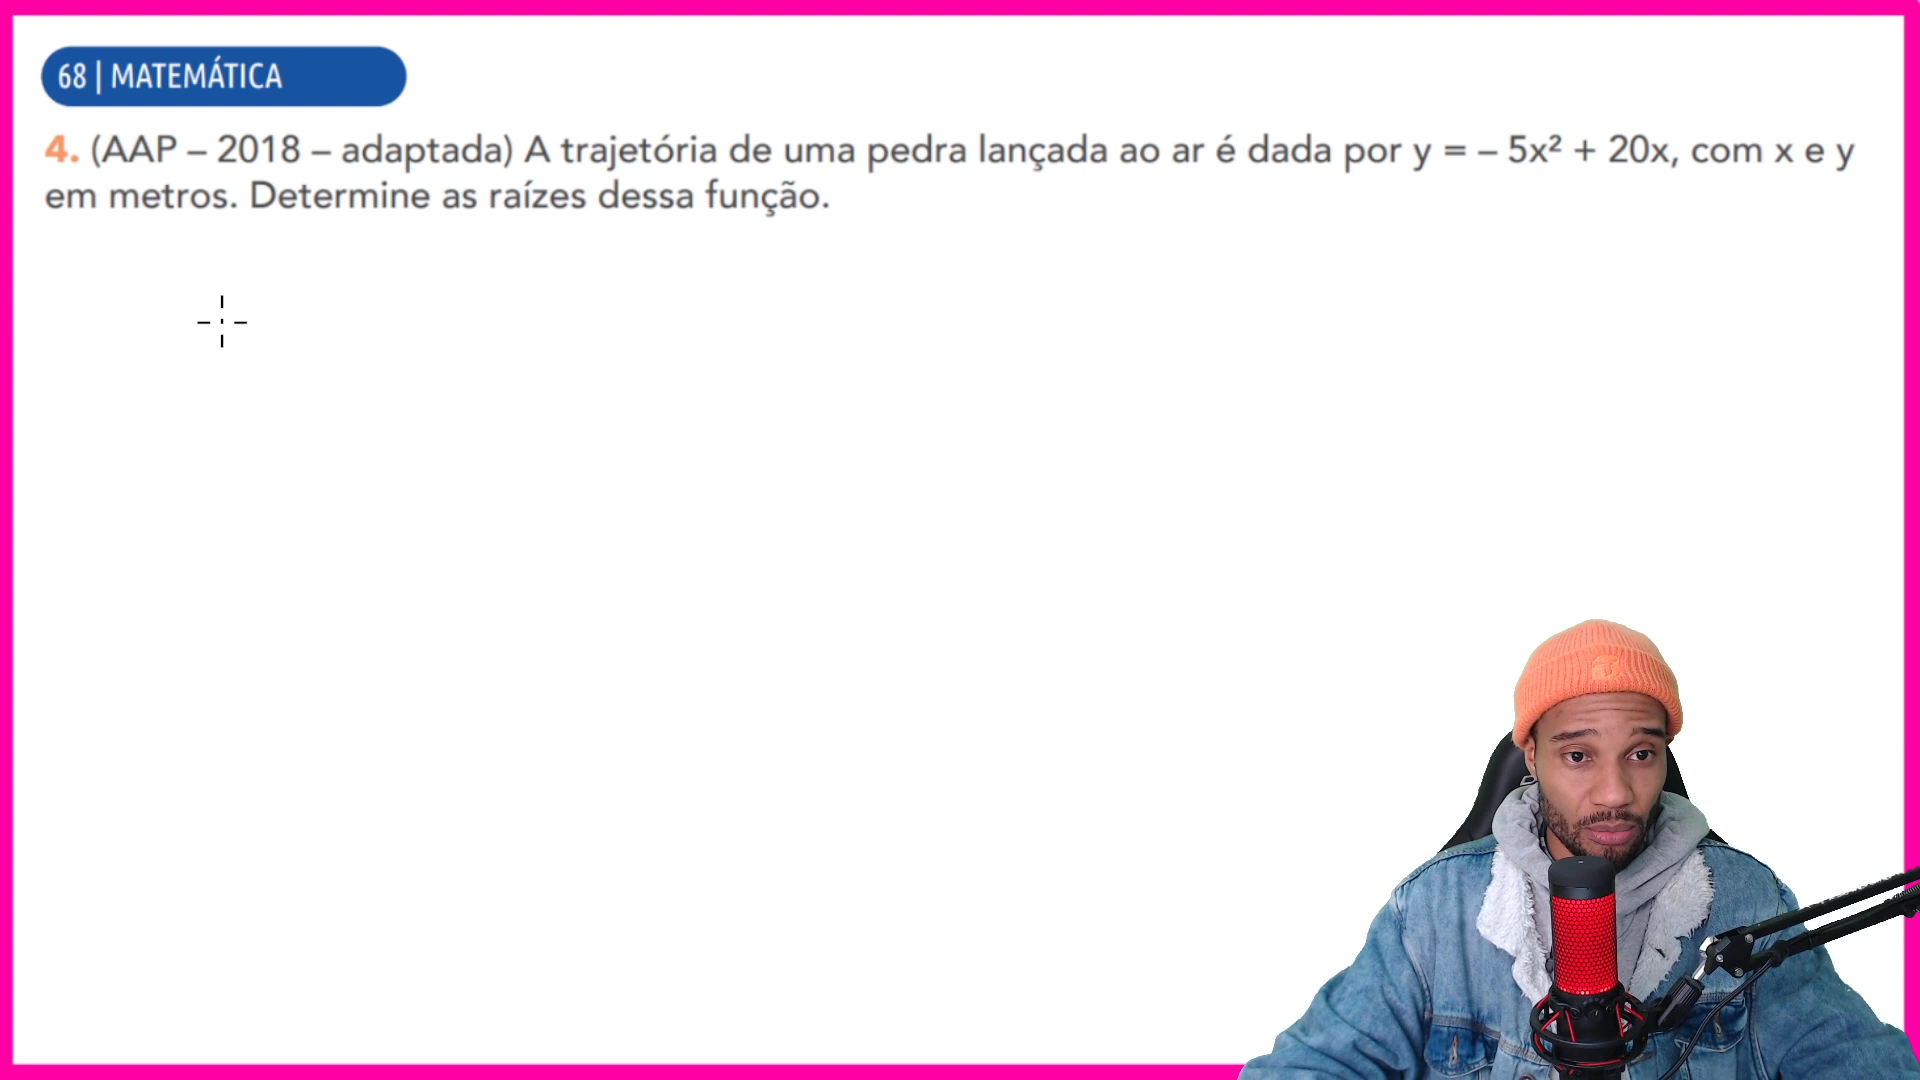 68 | MATEMÁTICA
4. (AAP – 2018 – adaptada) A trajetória de uma pedra lançada ao ar é dada por y = – 5x² + 20x, com x e y
em metros. Determine as raízes dessa função.